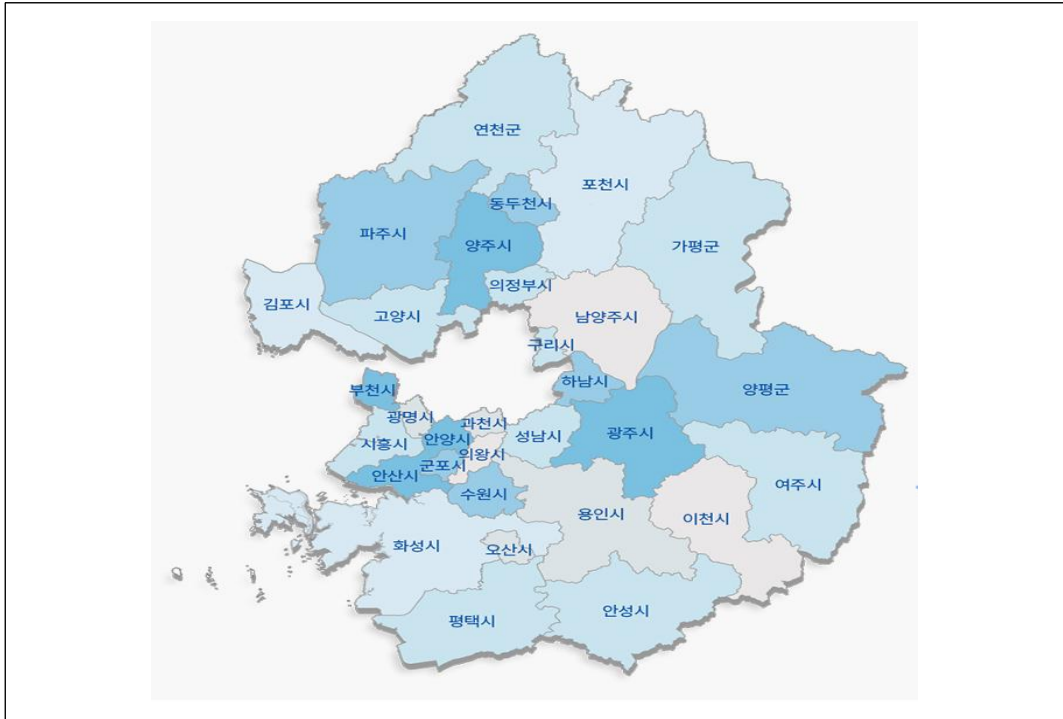 연천군
포천시
동두천시
파주시
양주시
가평군
의정부시
김포시
고양시
남양주시
구리시
하남시
양평군
부천시
광명시
과천시
시흥시
안양시
의왕시
성남시
광주시
군포시
안산시
수원시
여주시
용인시
이천시
화성시
오산시
평택시
안성시